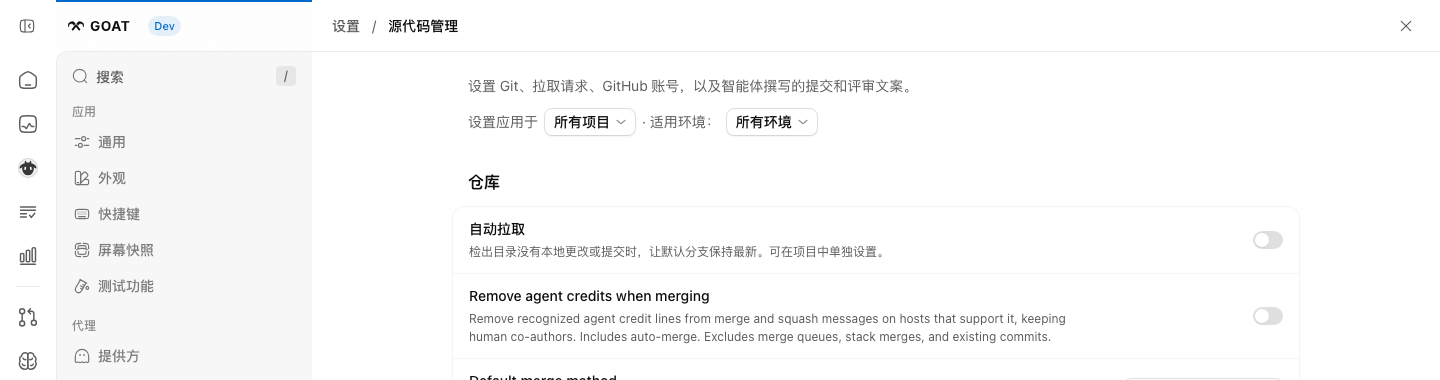 GOAT Dev
设置 / 源代码管理
搜索 /
应用
通用
外观
快捷键
屏幕快照
测试功能
代理
提供方
设置 Git、拉取请求、GitHub 账号，以及智能体撰写的提交和评审文案。
设置应用于 所有项目 · 适用环境： 所有环境
仓库
自动拉取
检出目录没有本地更改或提交时，让默认分支保持最新。可在项目中单独设置。
Remove agent credits when merging
Remove recognized agent credit lines from merge and squash messages on hosts that support it, keeping
human co-authors. Includes auto-merge. Excludes merge queues, stack merges, and existing commits.
Default merge method